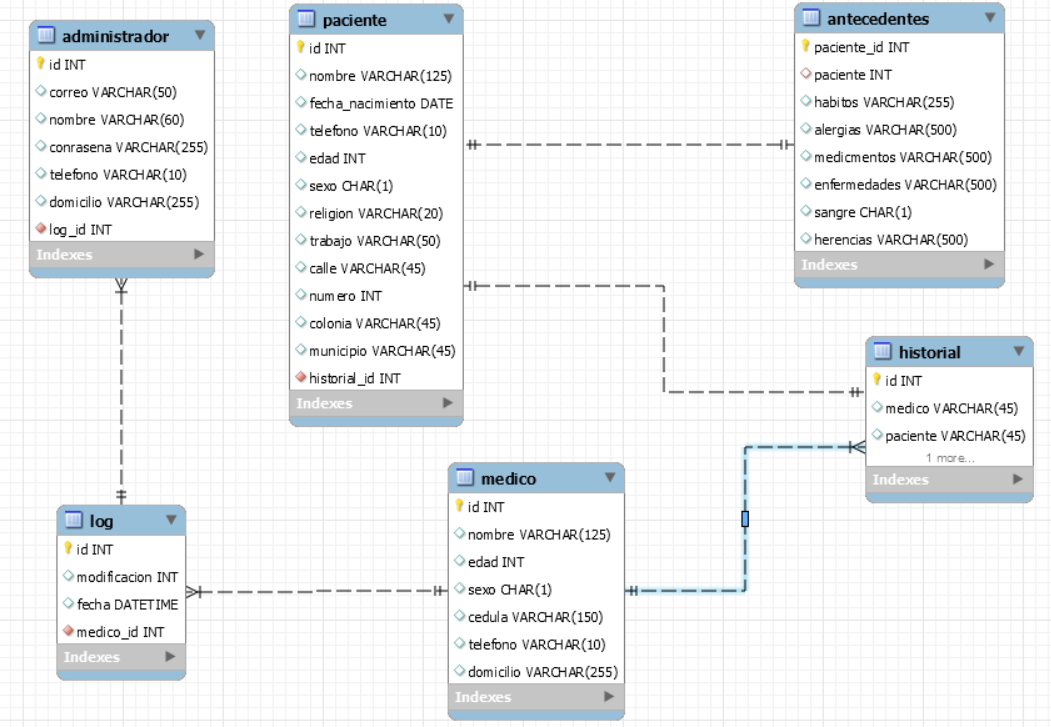 administrador
id INT
correo VARCHAR(50)
nombre VARCHAR(60)
conrasena VARCHAR(255)
telefono VARCHAR(10)
domicilio VARCHAR(255)
log_id INT
Indexes
paciente
id INT
nombre VARCHAR(125)
fecha_nacimiento DATE
telefono VARCHAR(10)
edad INT
sexo CHAR(1)
religion VARCHAR(20)
trabajo VARCHAR(50)
calle VARCHAR(45)
numero INT
colonia VARCHAR(45)
municipio VARCHAR(45)
historial_id INT
Indexes
antecedentes
paciente_id INT
paciente INT
habitos VARCHAR(255)
alergias VARCHAR(500)
medicmentos VARCHAR(500)
enfermedades VARCHAR(500)
sangre CHAR(1)
herencias VARCHAR(500)
Indexes
historial
id INT
medico VARCHAR(45)
paciente VARCHAR(45)
1 more...
Indexes
log
id INT
modificacion INT
fecha DATETIME
medico_id INT
Indexes
medico
id INT
nombre VARCHAR(125)
edad INT
sexo CHAR(1)
cedula VARCHAR(150)
telefono VARCHAR(10)
domicilio VARCHAR(255)
Indexes